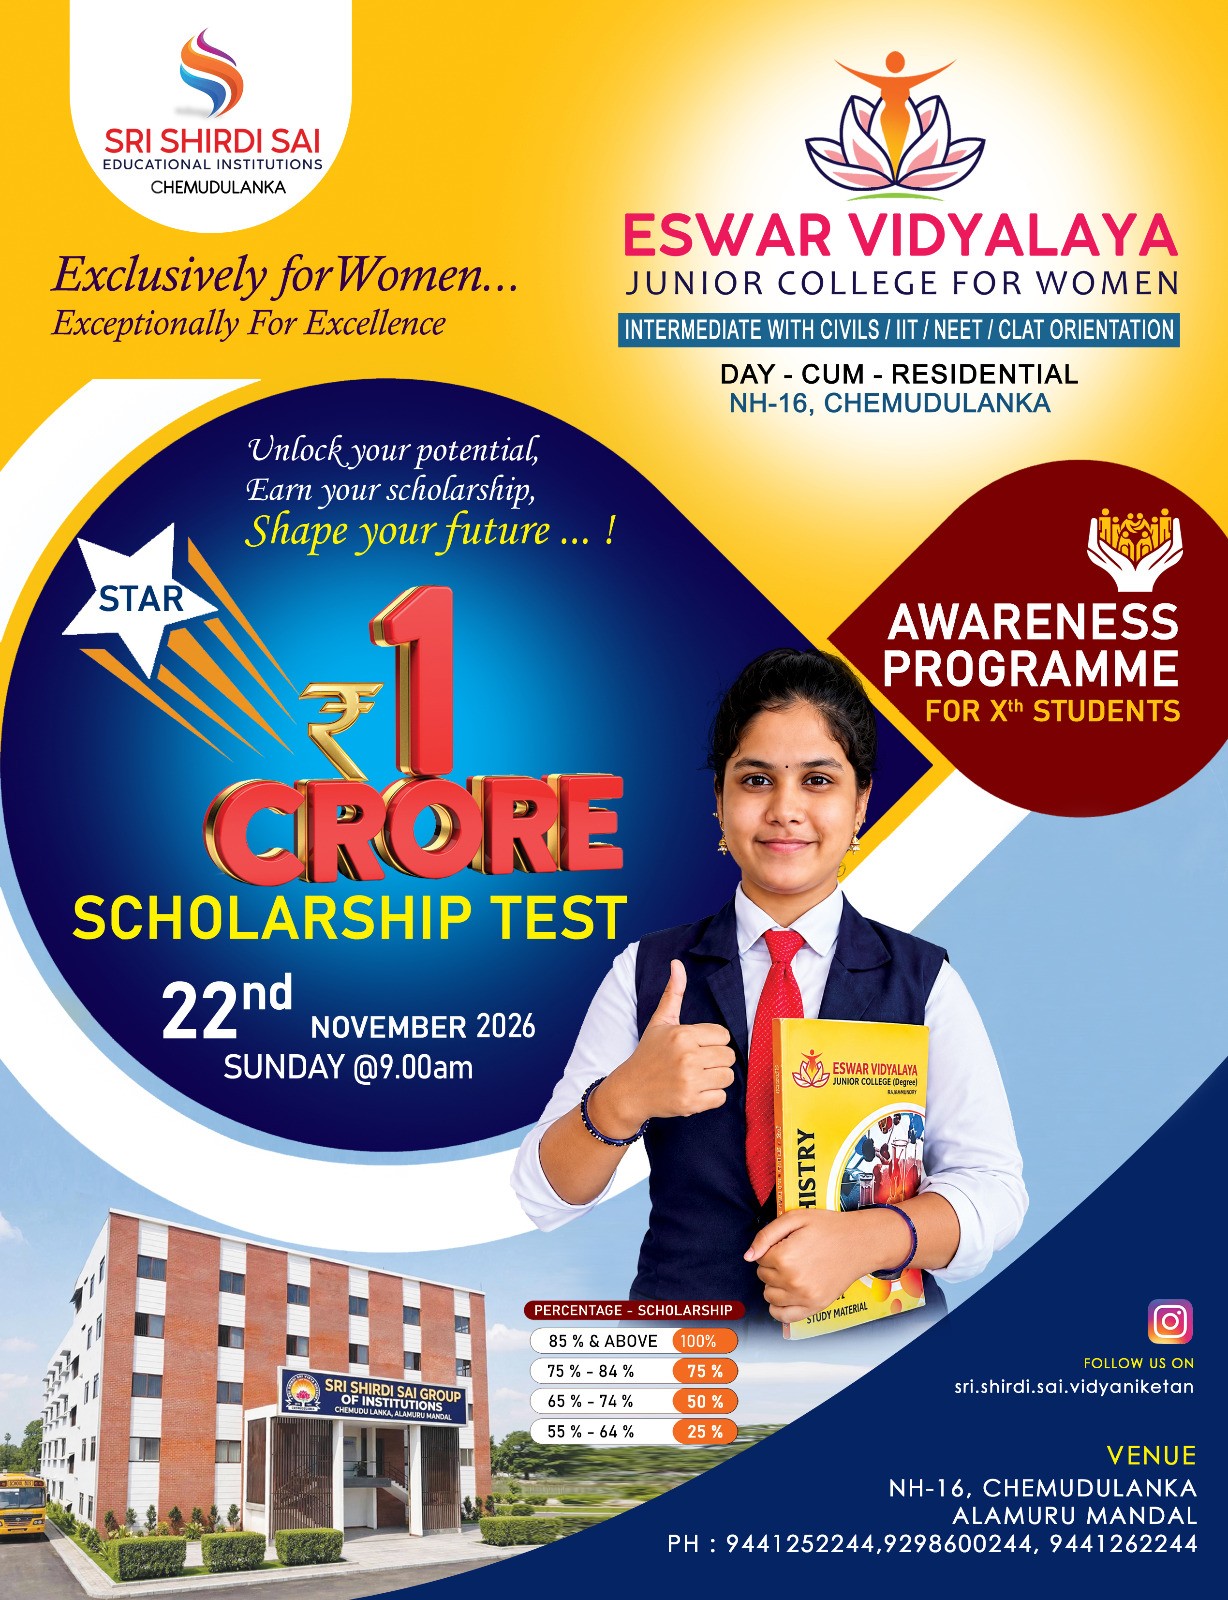 SRI SHIRDI SAI
EDUCATIONAL INSTITUTIONS
CHEMUDULANKA
Exclusively for Women...
Exceptionally For Excellence
ESWAR VIDYALAYA
JUNIOR COLLEGE FOR WOMEN
INTERMEDIATE WITH CIVILS / IIT / NEET / CLAT ORIENTATION
DAY - CUM - RESIDENTIAL
NH-16, CHEMUDULANKA
Unlock your potential,
Earn your scholarship,
Shape your future ... !
STAR
₹1
CRORE
SCHOLARSHIP TEST
22nd NOVEMBER 2026
SUNDAY @9.00am
AWARENESS
PROGRAMME
FOR Xth STUDENTS
ESWAR VIDYALAYA
JUNIOR COLLEGE (Degree)
RAJAHMUNDRY
HISTRY
STUDY MATERIAL
SRI SHIRDI SAI GROUP
OF INSTITUTIONS
CHEMUDU LANKA, ALAMURU MANDAL
PERCENTAGE - SCHOLARSHIP
85 % & ABOVE 100%
75 % - 84 % 75 %
65 % - 74 % 50 %
55 % - 64 % 25 %
FOLLOW US ON
sri.shirdi.sai.vidyaniketan
VENUE
NH-16, CHEMUDULANKA
ALAMURU MANDAL
PH : 9441252244,9298600244, 9441262244